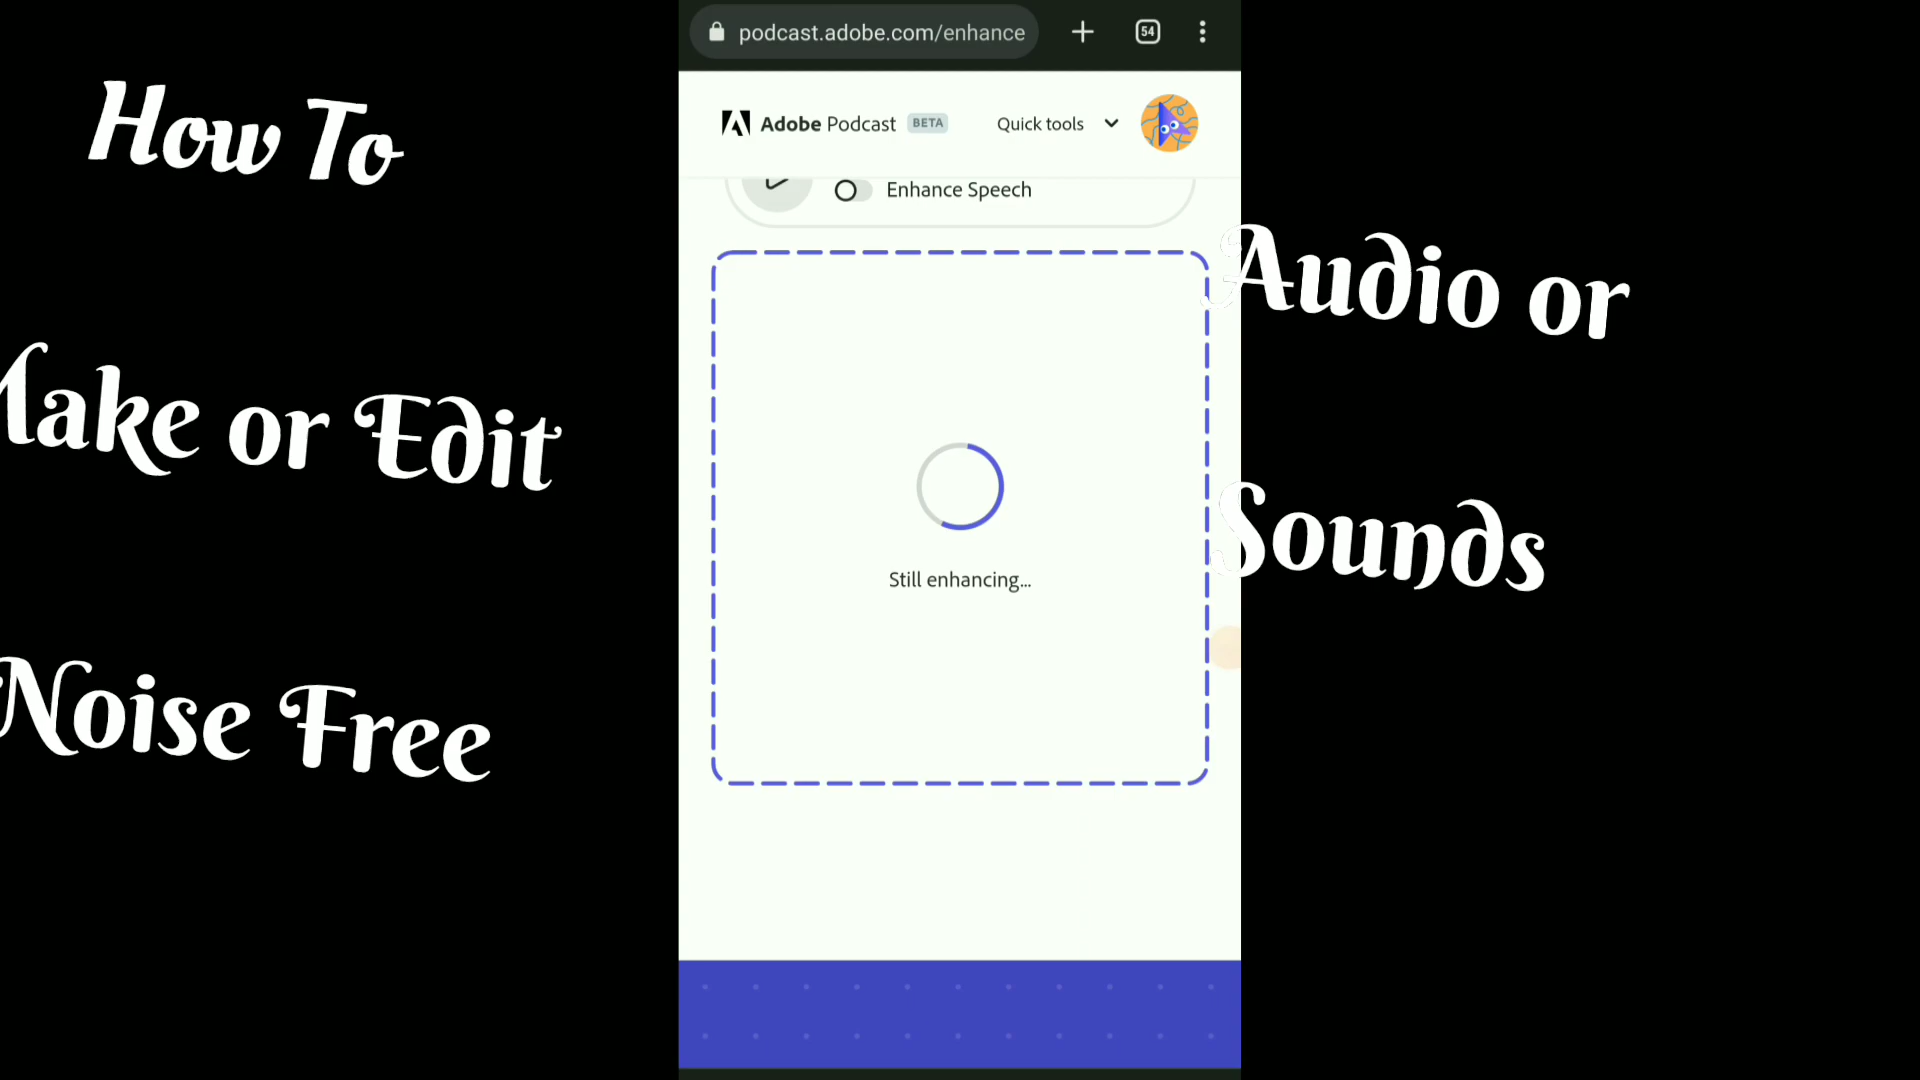 How To
Make or Edit
Noise Free
podcast.adobe.com/enhance
54
Adobe Podcast BETA
Quick tools
Enhance Speech
Still enhancing...
Audio or
Sounds